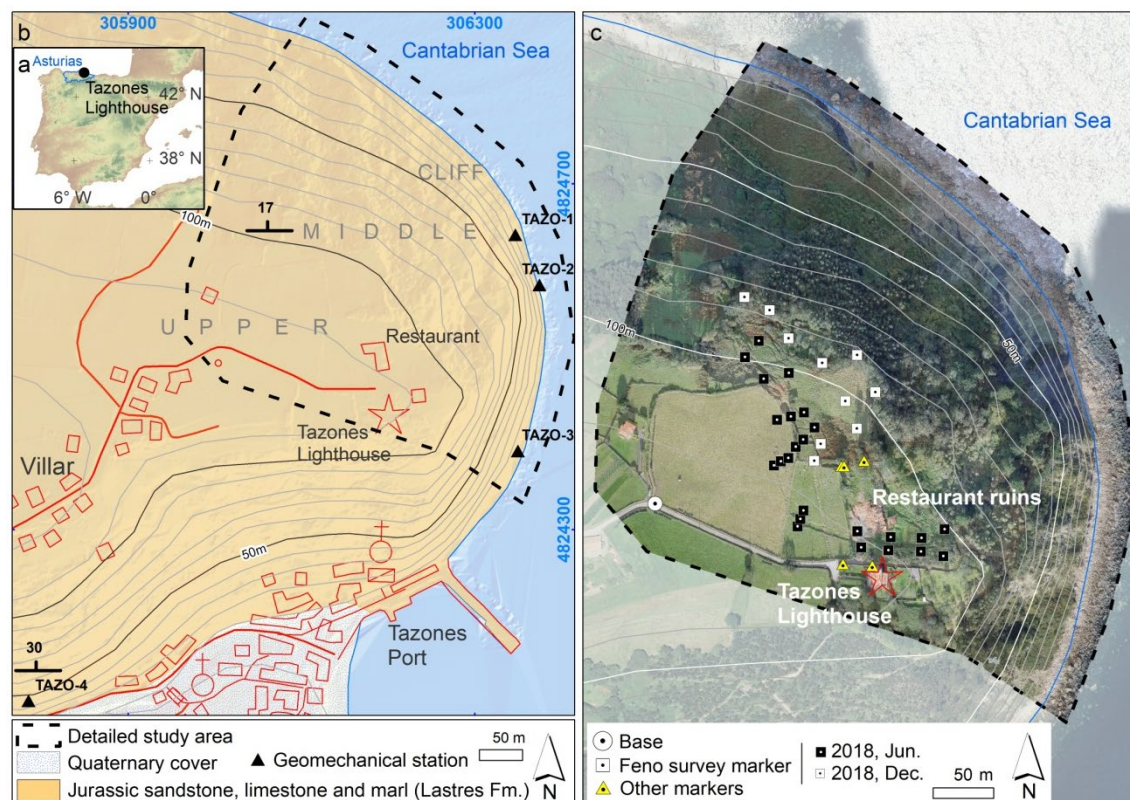 b
305900
306300
Cantabrian Sea
a
Asturias
Tazones
Lighthouse
42° N
38° N
6° W
0°
CLIFF
4824700
17
100m
MIDDLE
TAZO-1
TAZO-2
UPPER
Restaurant
Tazones
Lighthouse
TAZO-3
Villar
4824300
50m
Tazones
Port
30
TAZO-4
Detailed study area
Quaternary cover
Geomechanical station
50 m
Jurassic sandstone, limestone and marl (Lastres Fm.)
N
c
Cantabrian Sea
100m
50m
Restaurant ruins
Tazones
Lighthouse
Base
Feno survey marker
Other markers
2018, Jun.
2018, Dec.
50 m
N